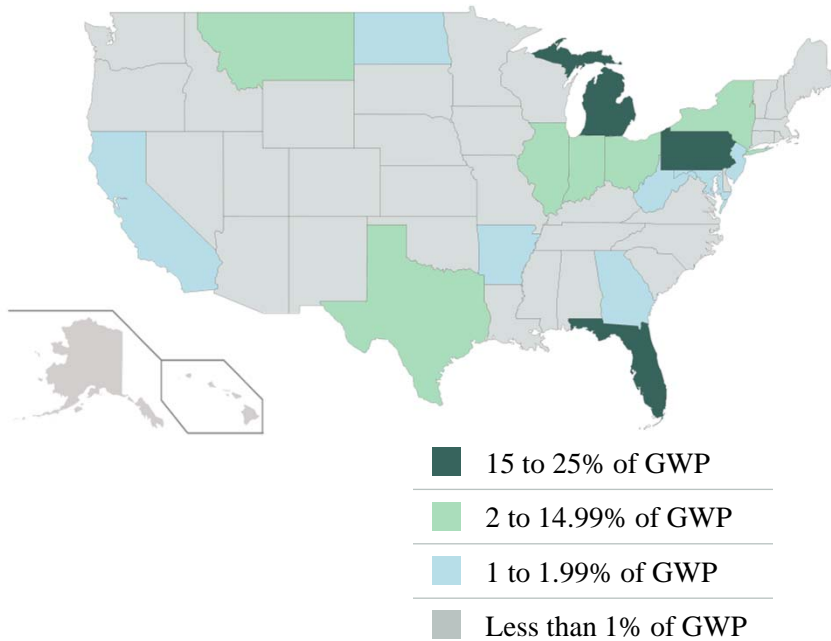 15 to 25% of GWP
2 to 14.99% of GWP
1 to 1.99% of GWP
Less than 1% of GWP